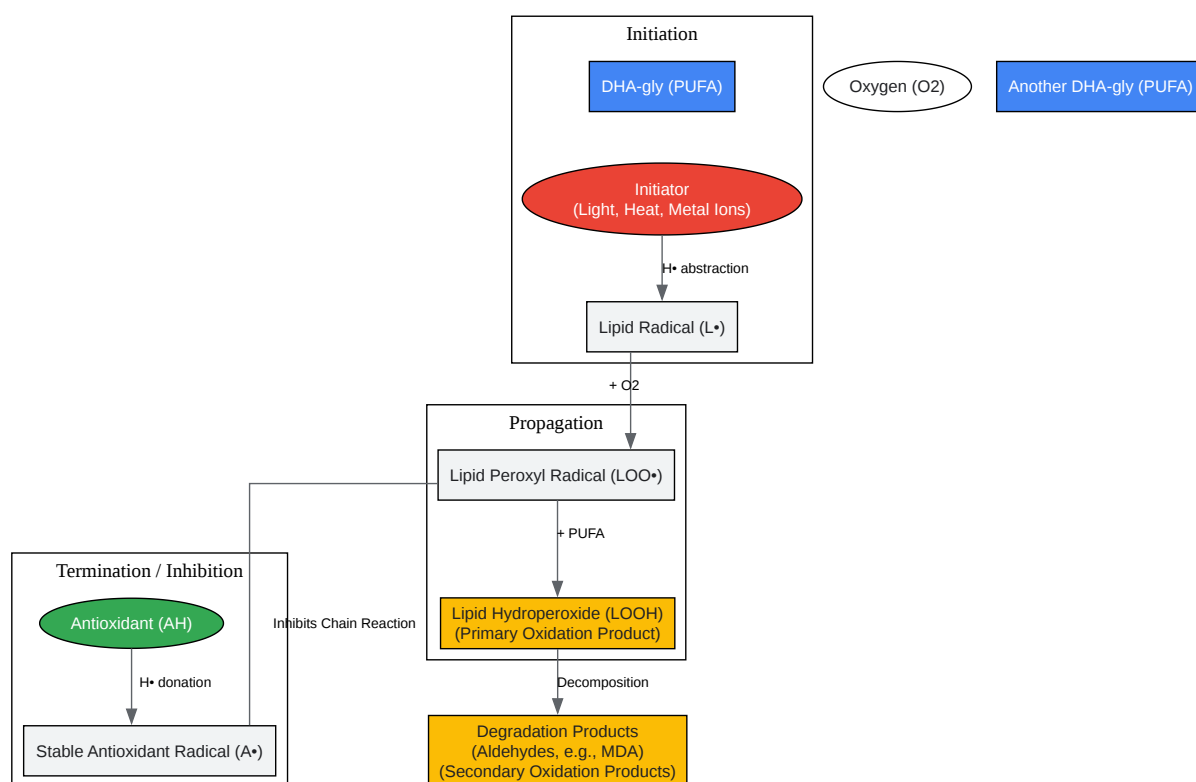 Initiation
DHA-gly (PUFA)
Oxygen (O2)
Another DHA-gly (PUFA)
Initiator
(Light, Heat, Metal Ions)
H• abstraction
Lipid Radical (L•)
+ O2
Propagation
Lipid Peroxyl Radical (LOO•)
+ PUFA
Termination / Inhibition
Antioxidant (AH)
Inhibits Chain Reaction
Lipid Hydroperoxide (LOOH)
(Primary Oxidation Product)
H• donation
Decomposition
Stable Antioxidant Radical (A•)
Degradation Products
(Aldehydes, e.g., MDA)
(Secondary Oxidation Products)